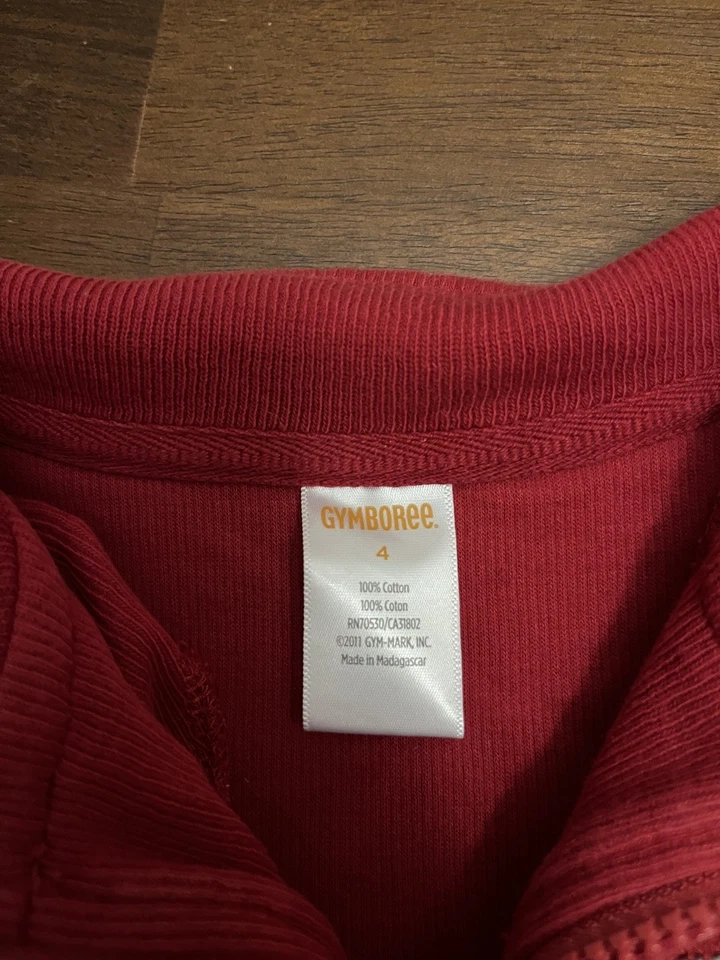 GYMBORee.
4
100% Cotton
100% Coton
RN70530/CA31802
©2011 GYM-MARK, INC.
Made in Madagascar